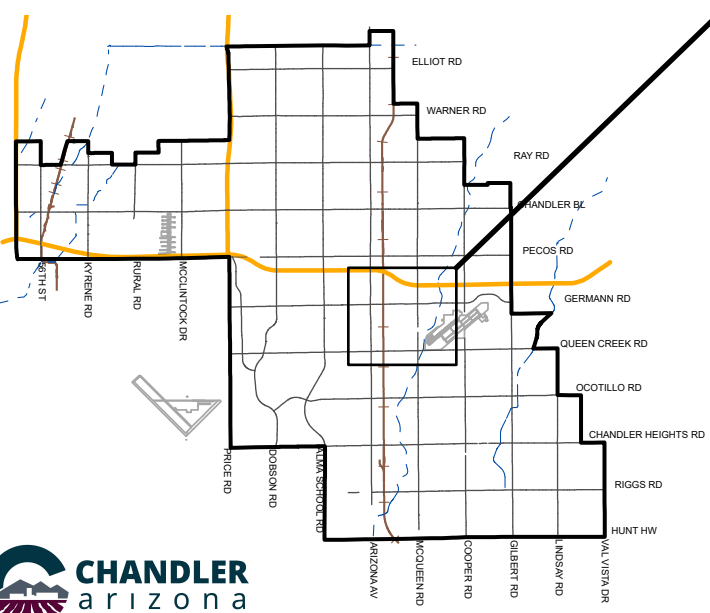 ELLIOT RD
WARNER RD
RAY RD
CHANDLER BL
PECOS RD
GERMANN RD
QUEEN CREEK RD
OCOTILLO RD
CHANDLER HEIGHTS RD
RIGGS RD
HUNT HW
56TH ST
KYRENE RD
RURAL RD
MCCLINTOCK DR
PRICE RD
DOBSON RD
ALMA SCHOOL RD
ARIZONA AV
MCQUEEN RD
COOPER RD
GILBERT RD
LINDSAY RD
VAL VISTA DR
CHANDLER
arizona